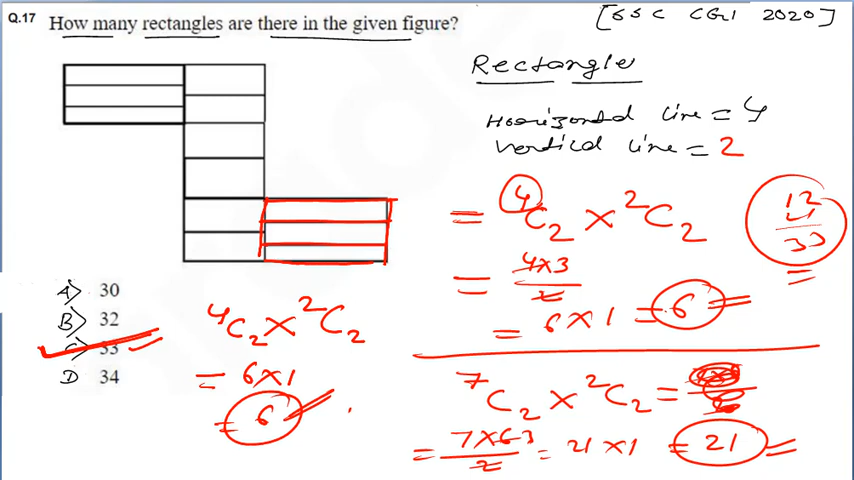 Q.17 How many rectangles are there in the given figure?
[SSC CGL 2020]
Rectangle
Horizontal line = 4
Vertical line = 2
= ⁴C₂ × ²C₂
= 4×3/2
= 6×1 = 6 =
12
21
33
=
A) 30
B) 32
C) 33
D 34
⁴C₂ × ²C₂
= 6×1
= 6
⁷C₂ × ²C₂ =
= 7×6 3/2 = 21×1 = 21 =